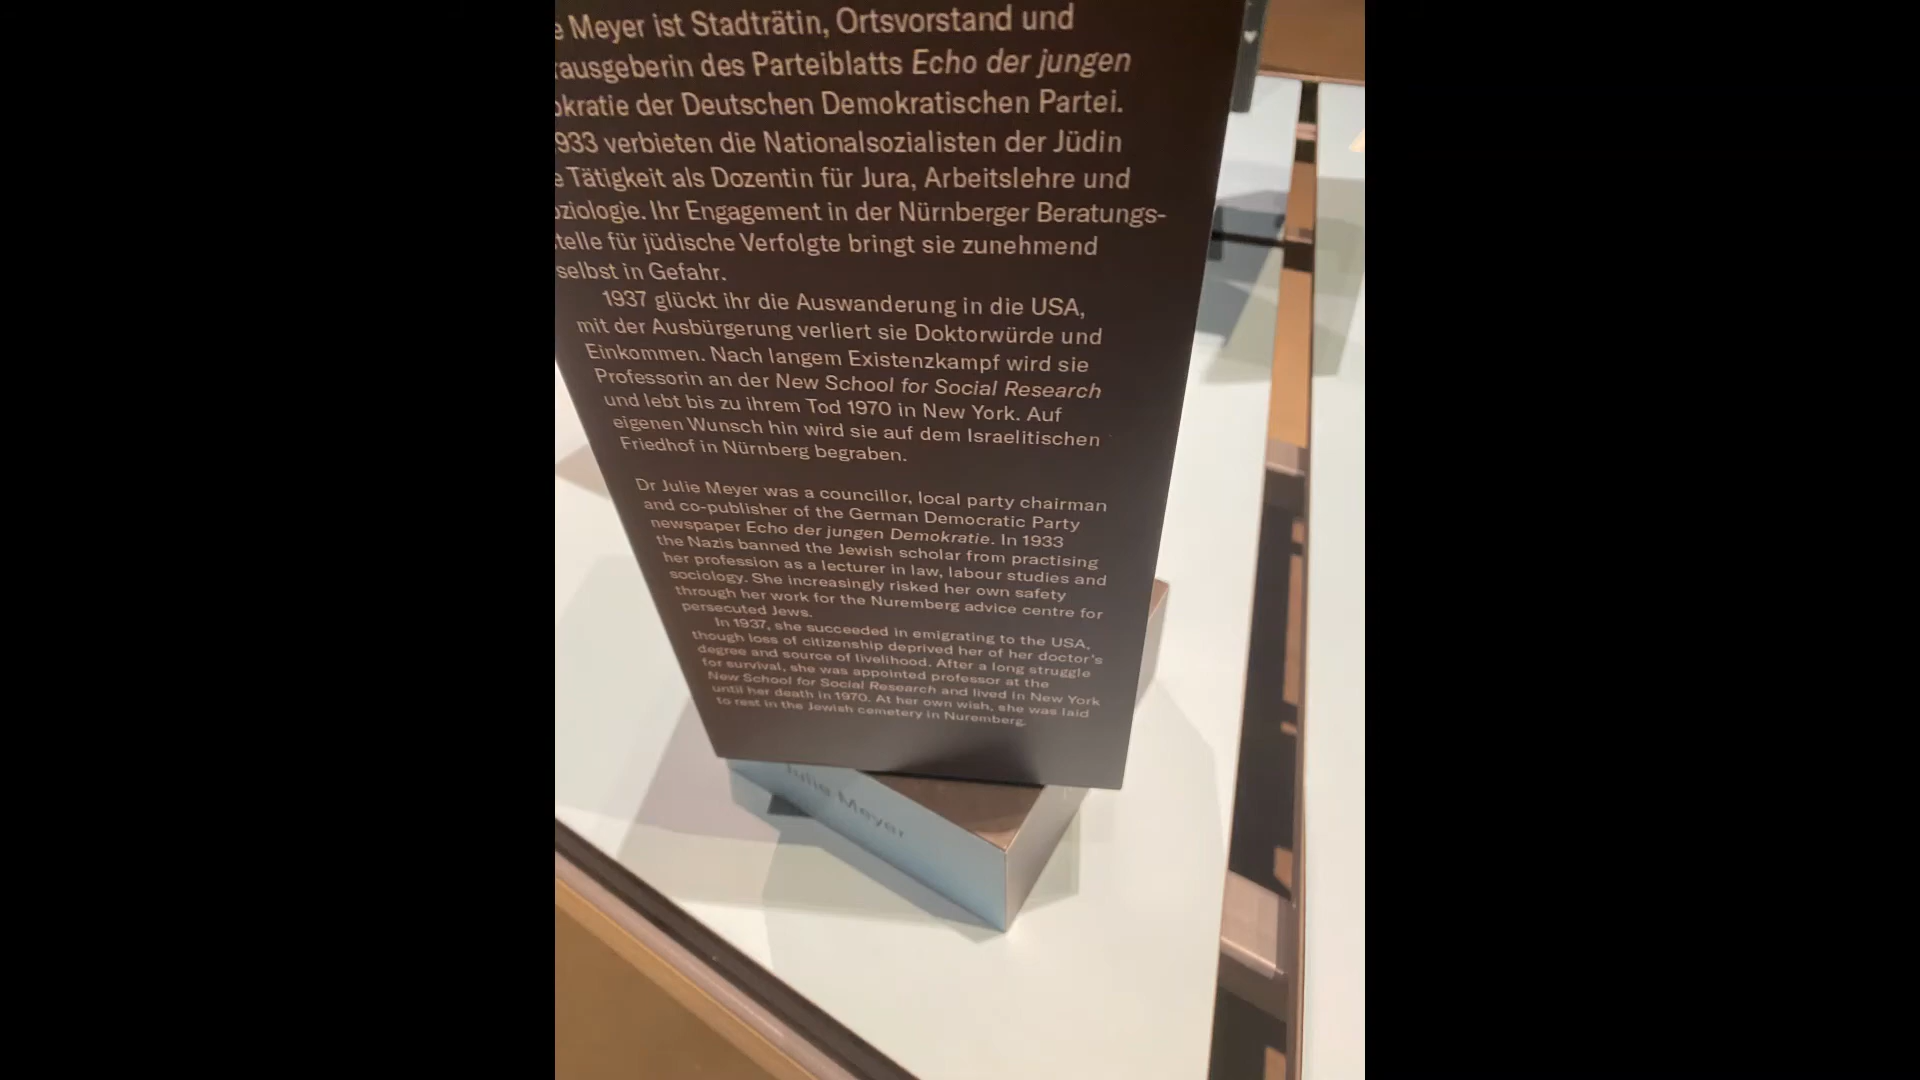 Meyer ist Stadträtin, Ortsvorstand und
ausgeberin des Parteiblatts Echo der jungen
okratie der Deutschen Demokratischen Partei.
933 verbieten die Nationalsozialisten der Jüdin
e Tätigkeit als Dozentin für Jura, Arbeitslehre und
oziologie. Ihr Engagement in der Nürnberger Beratungs-
telle für jüdische Verfolgte bringt sie zunehmend
selbst in Gefahr.
1937 glückt ihr die Auswanderung in die USA,
mit der Ausbürgerung verliert sie Doktorwürde und
Einkommen. Nach langem Existenzkampf wird sie
Professorin an der New School for Social Research
und lebt bis zu ihrem Tod 1970 in New York. Auf
eigenen Wunsch hin wird sie auf dem Israelitischen
Friedhof in Nürnberg begraben.
Dr Julie Meyer was a councillor, local party chairman
and co-publisher of the German Democratic Party
newspaper Echo der jungen Demokratie. In 1933
the Nazis banned the Jewish scholar from practising
her profession as a lecturer in law, labour studies and
sociology. She increasingly risked her own safety
through her work for the Nuremberg advice centre for
persecuted Jews.
In 1937, she succeeded in emigrating to the USA,
though loss of citizenship deprived her of her doctor's
degree and source of livelihood. After a long struggle
for survival, she was appointed professor at the
New School for Social Research and lived in New York
until her death in 1970. At her own wish, she was laid
to rest in the Jewish cemetery in Nuremberg.
Julie Meyer